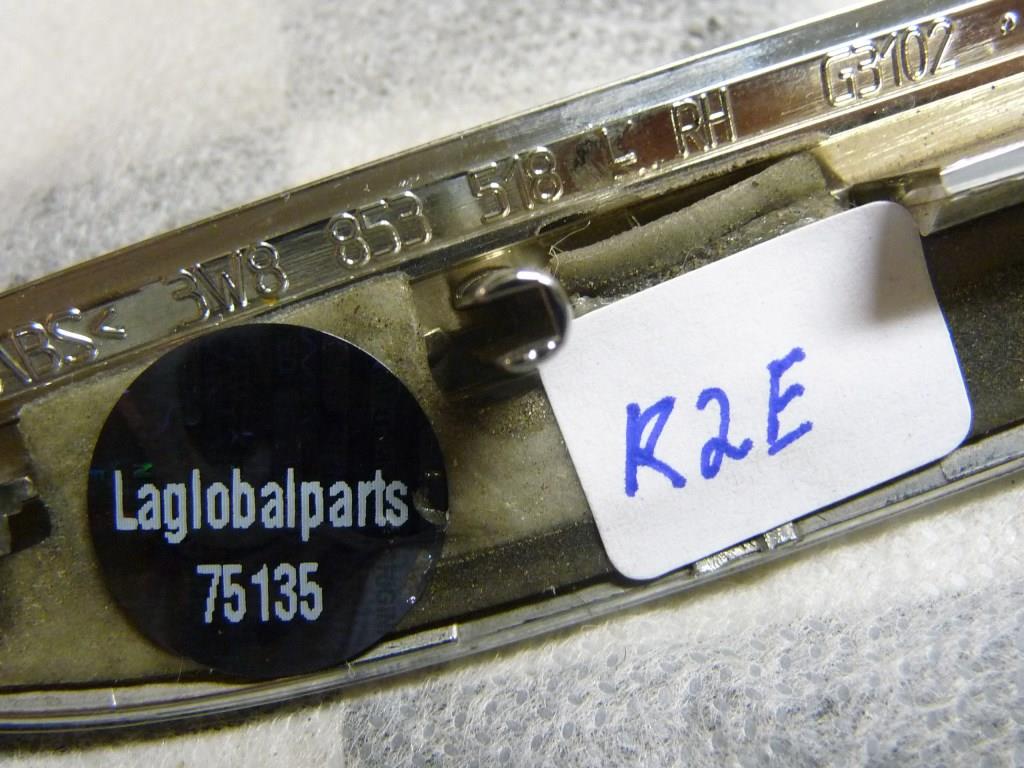 ABS< 3W8 853 518 L RH GB102
Laglobalparts
75135
R2E